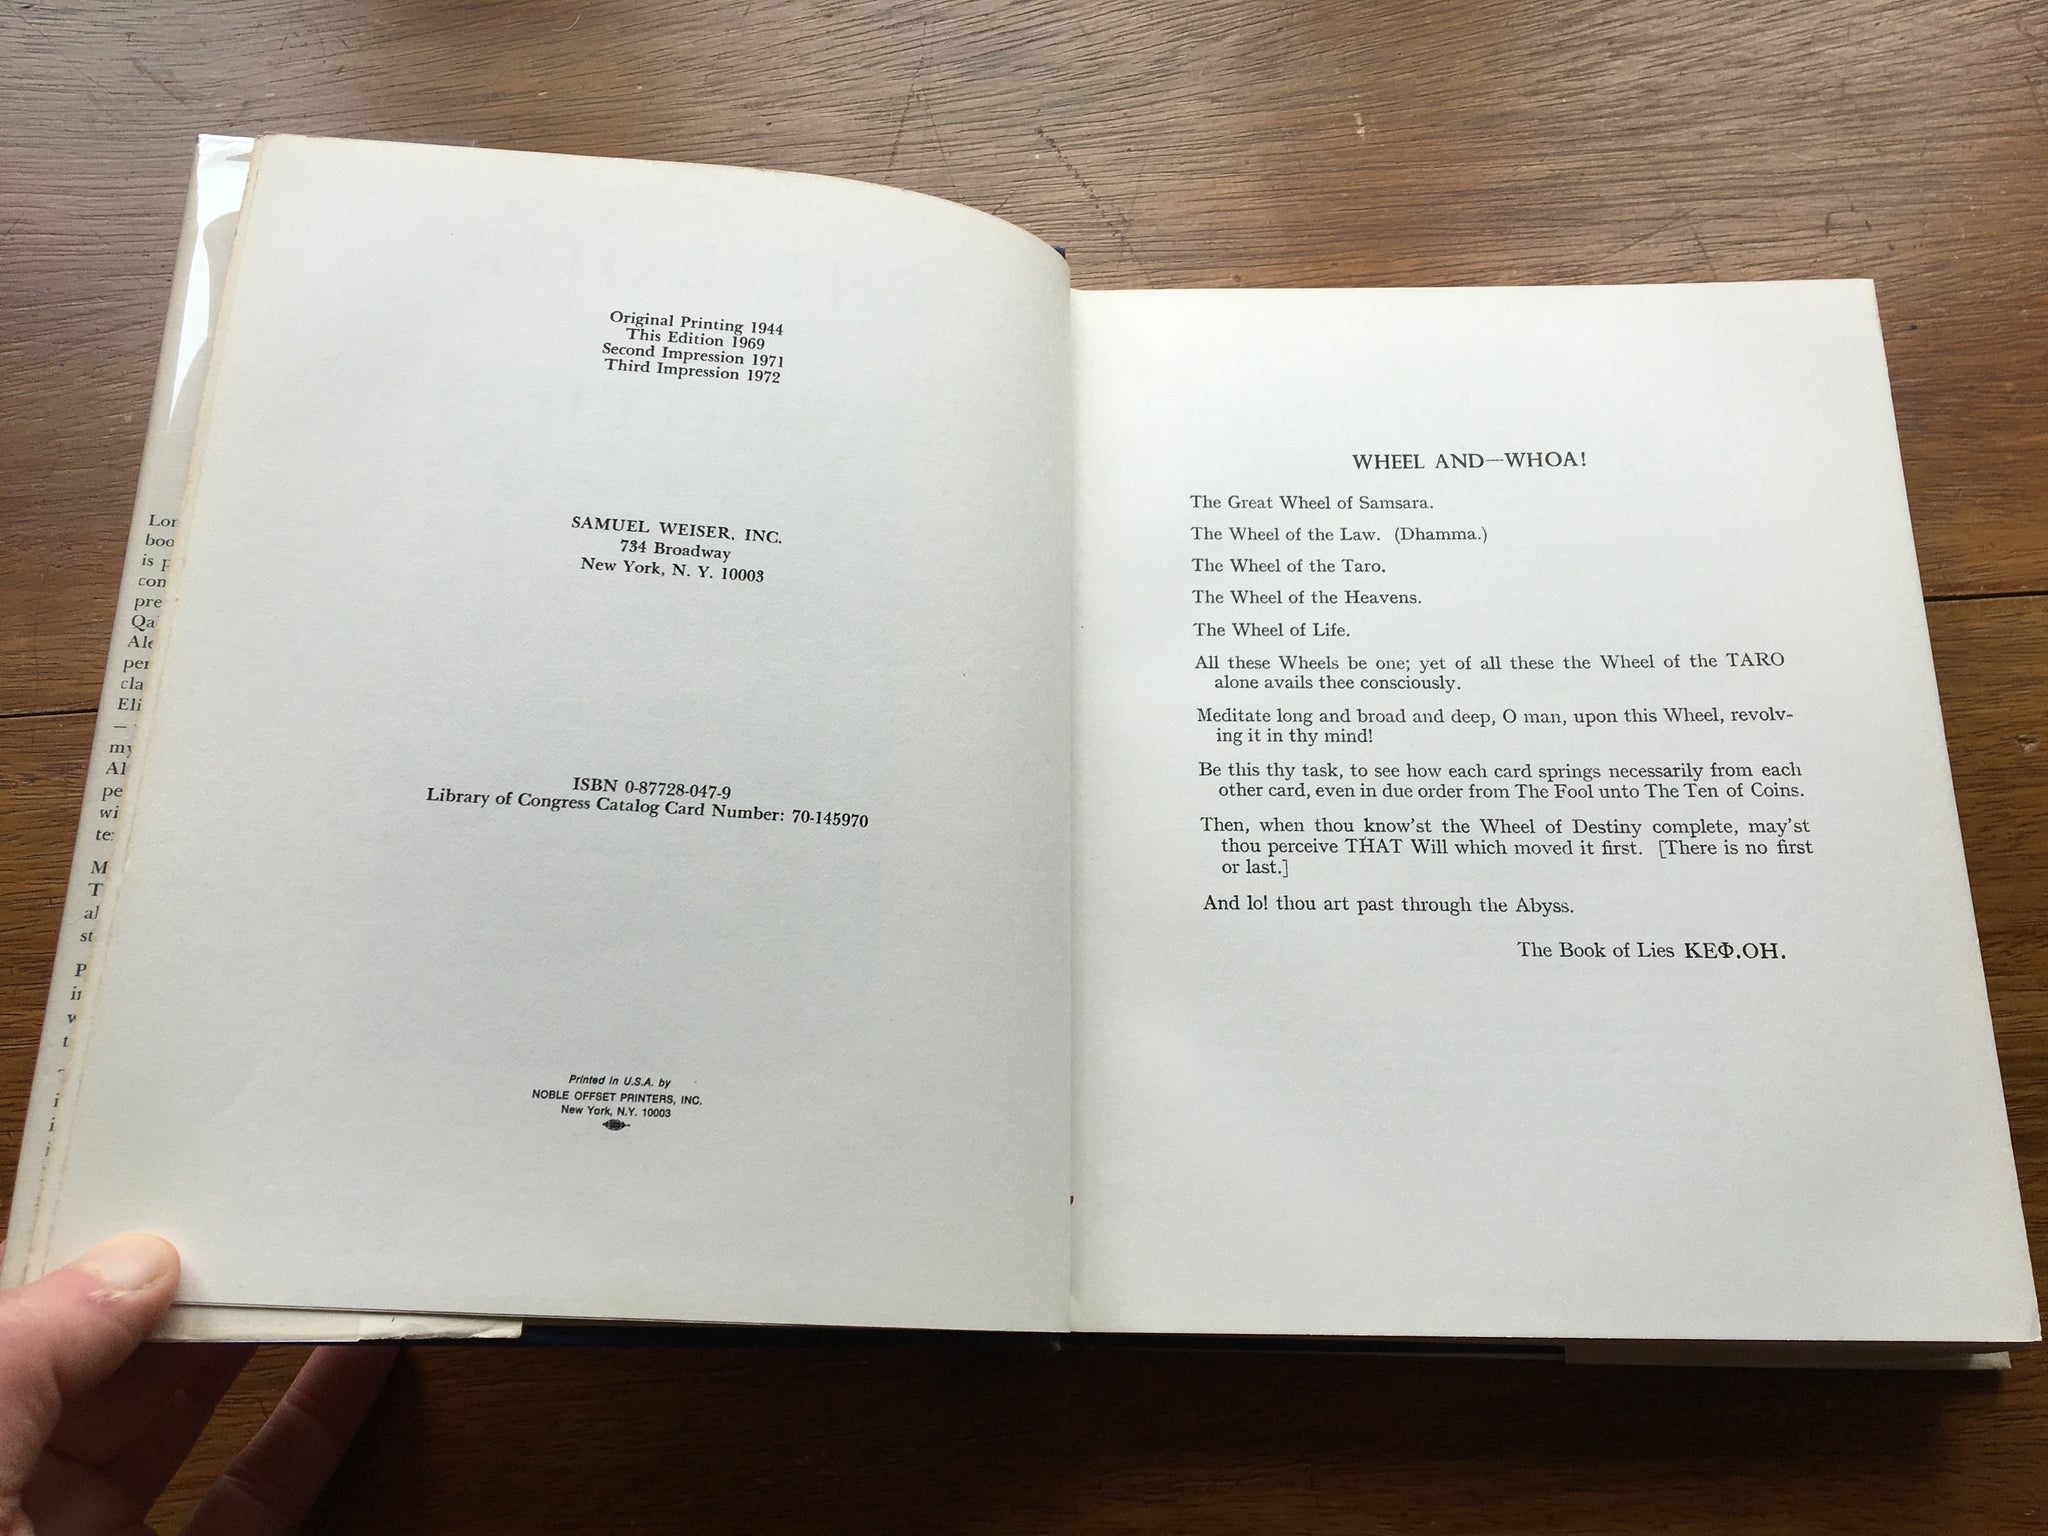 Original Printing 1944
This Edition 1969
Second Impression 1971
Third Impression 1972
SAMUEL WEISER, INC.
734 Broadway
New York, N. Y. 10003
ISBN 0-87728-047-9
Library of Congress Catalog Card Number: 70-145970
Printed in U.S.A. by
NOBLE OFFSET PRINTERS, INC.
New York, N.Y. 10003
WHEEL AND—WHOA!
The Great Wheel of Samsara.
The Wheel of the Law. (Dhamma.)
The Wheel of the Taro.
The Wheel of the Heavens.
The Wheel of Life.
All these Wheels be one; yet of all these the Wheel of the TARO
alone avails thee consciously.
Meditate long and broad and deep, O man, upon this Wheel, revolv-
ing it in thy mind!
Be this thy task, to see how each card springs necessarily from each
other card, even in due order from The Fool unto The Ten of Coins.
Then, when thou know'st the Wheel of Destiny complete, may'st
thou perceive THAT Will which moved it first. [There is no first
or last.]
And lo! thou art past through the Abyss.
The Book of Lies ΚΕΦ.ΟΗ.